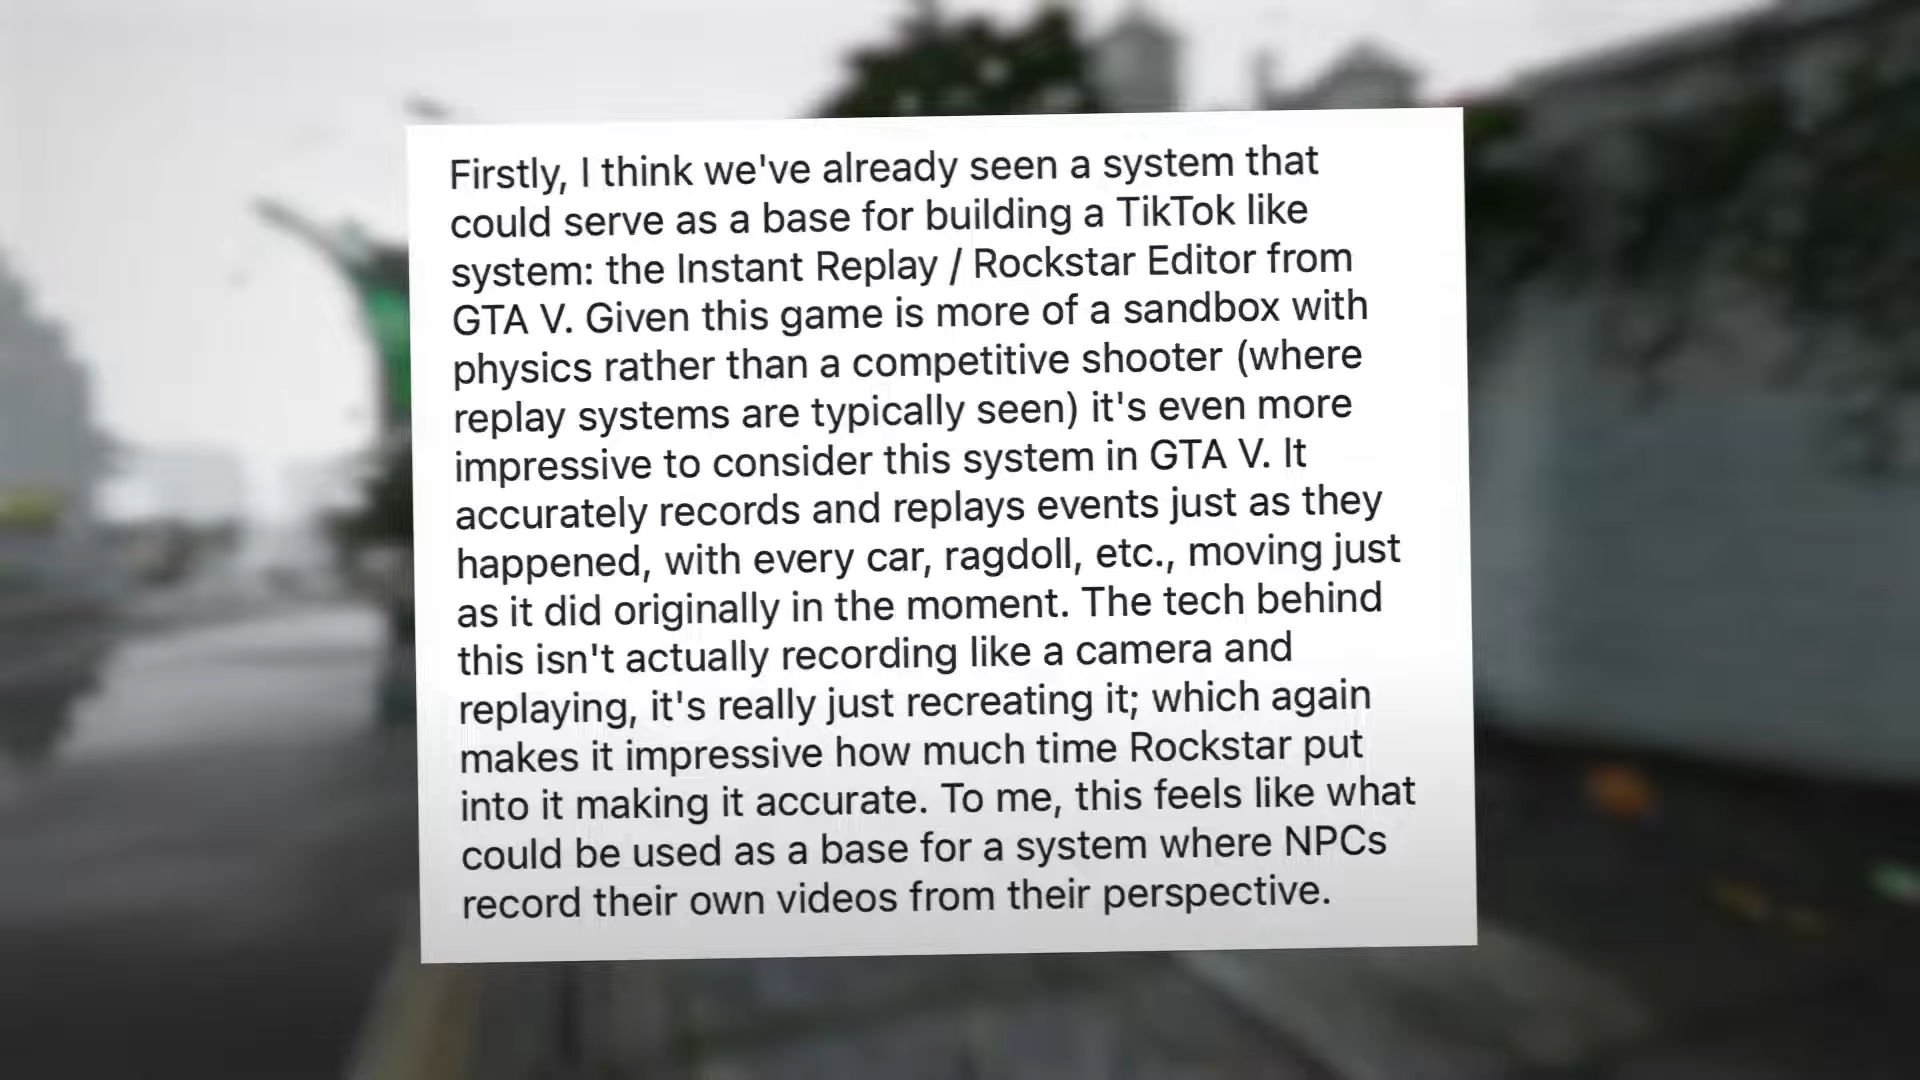 Firstly, I think we've already seen a system that
could serve as a base for building a TikTok like
system: the Instant Replay / Rockstar Editor from
GTA V. Given this game is more of a sandbox with
physics rather than a competitive shooter (where
replay systems are typically seen) it's even more
impressive to consider this system in GTA V. It
accurately records and replays events just as they
happened, with every car, ragdoll, etc., moving just
as it did originally in the moment. The tech behind
this isn't actually recording like a camera and
replaying, it's really just recreating it; which again
makes it impressive how much time Rockstar put
into it making it accurate. To me, this feels like what
could be used as a base for a system where NPCs
record their own videos from their perspective.